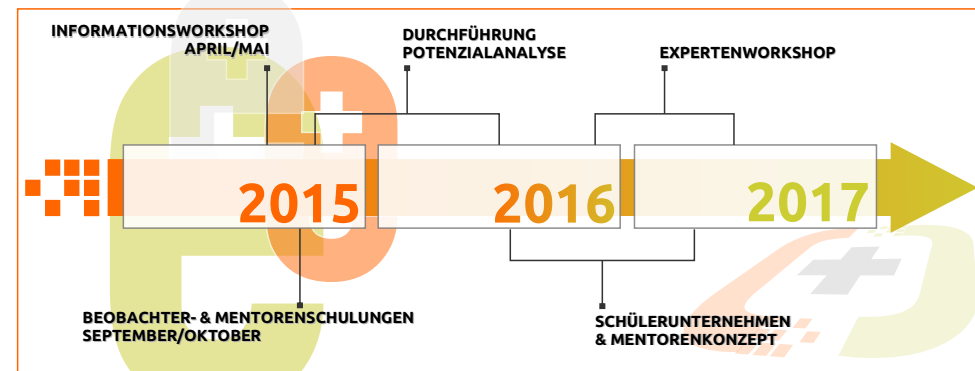 INFORMATIONSWORKSHOP
APRIL/MAI
DURCHFÜHRUNG
POTENZIALANALYSE
EXPERTENWORKSHOP
2015
2016
2017
BEOBACHTER- & MENTORENSCHULUNGEN
SEPTEMBER/OKTOBER
SCHÜLERUNTERNEHMEN
& MENTORENKONZEPT